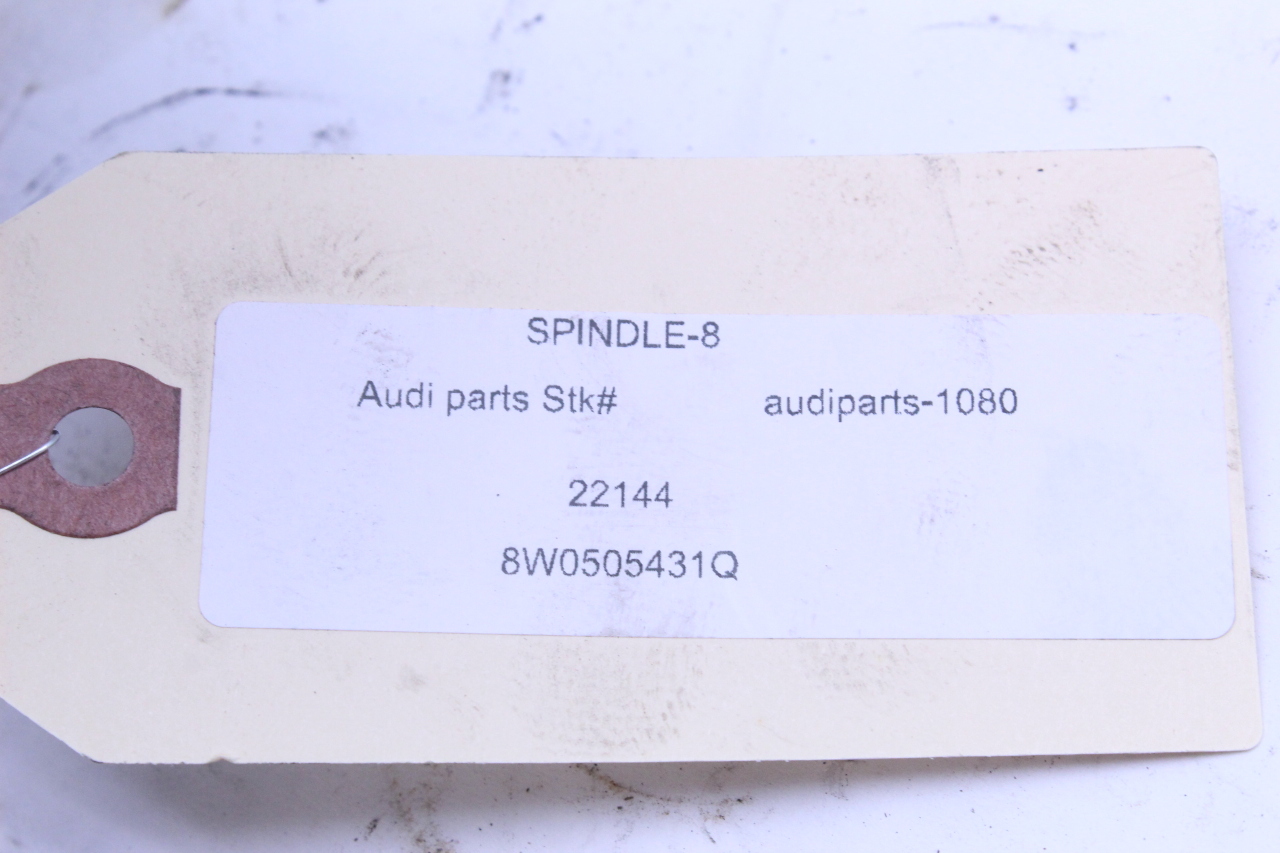 SPINDLE-8
Audi parts Stk# audiparts-1080
22144
8W0505431Q